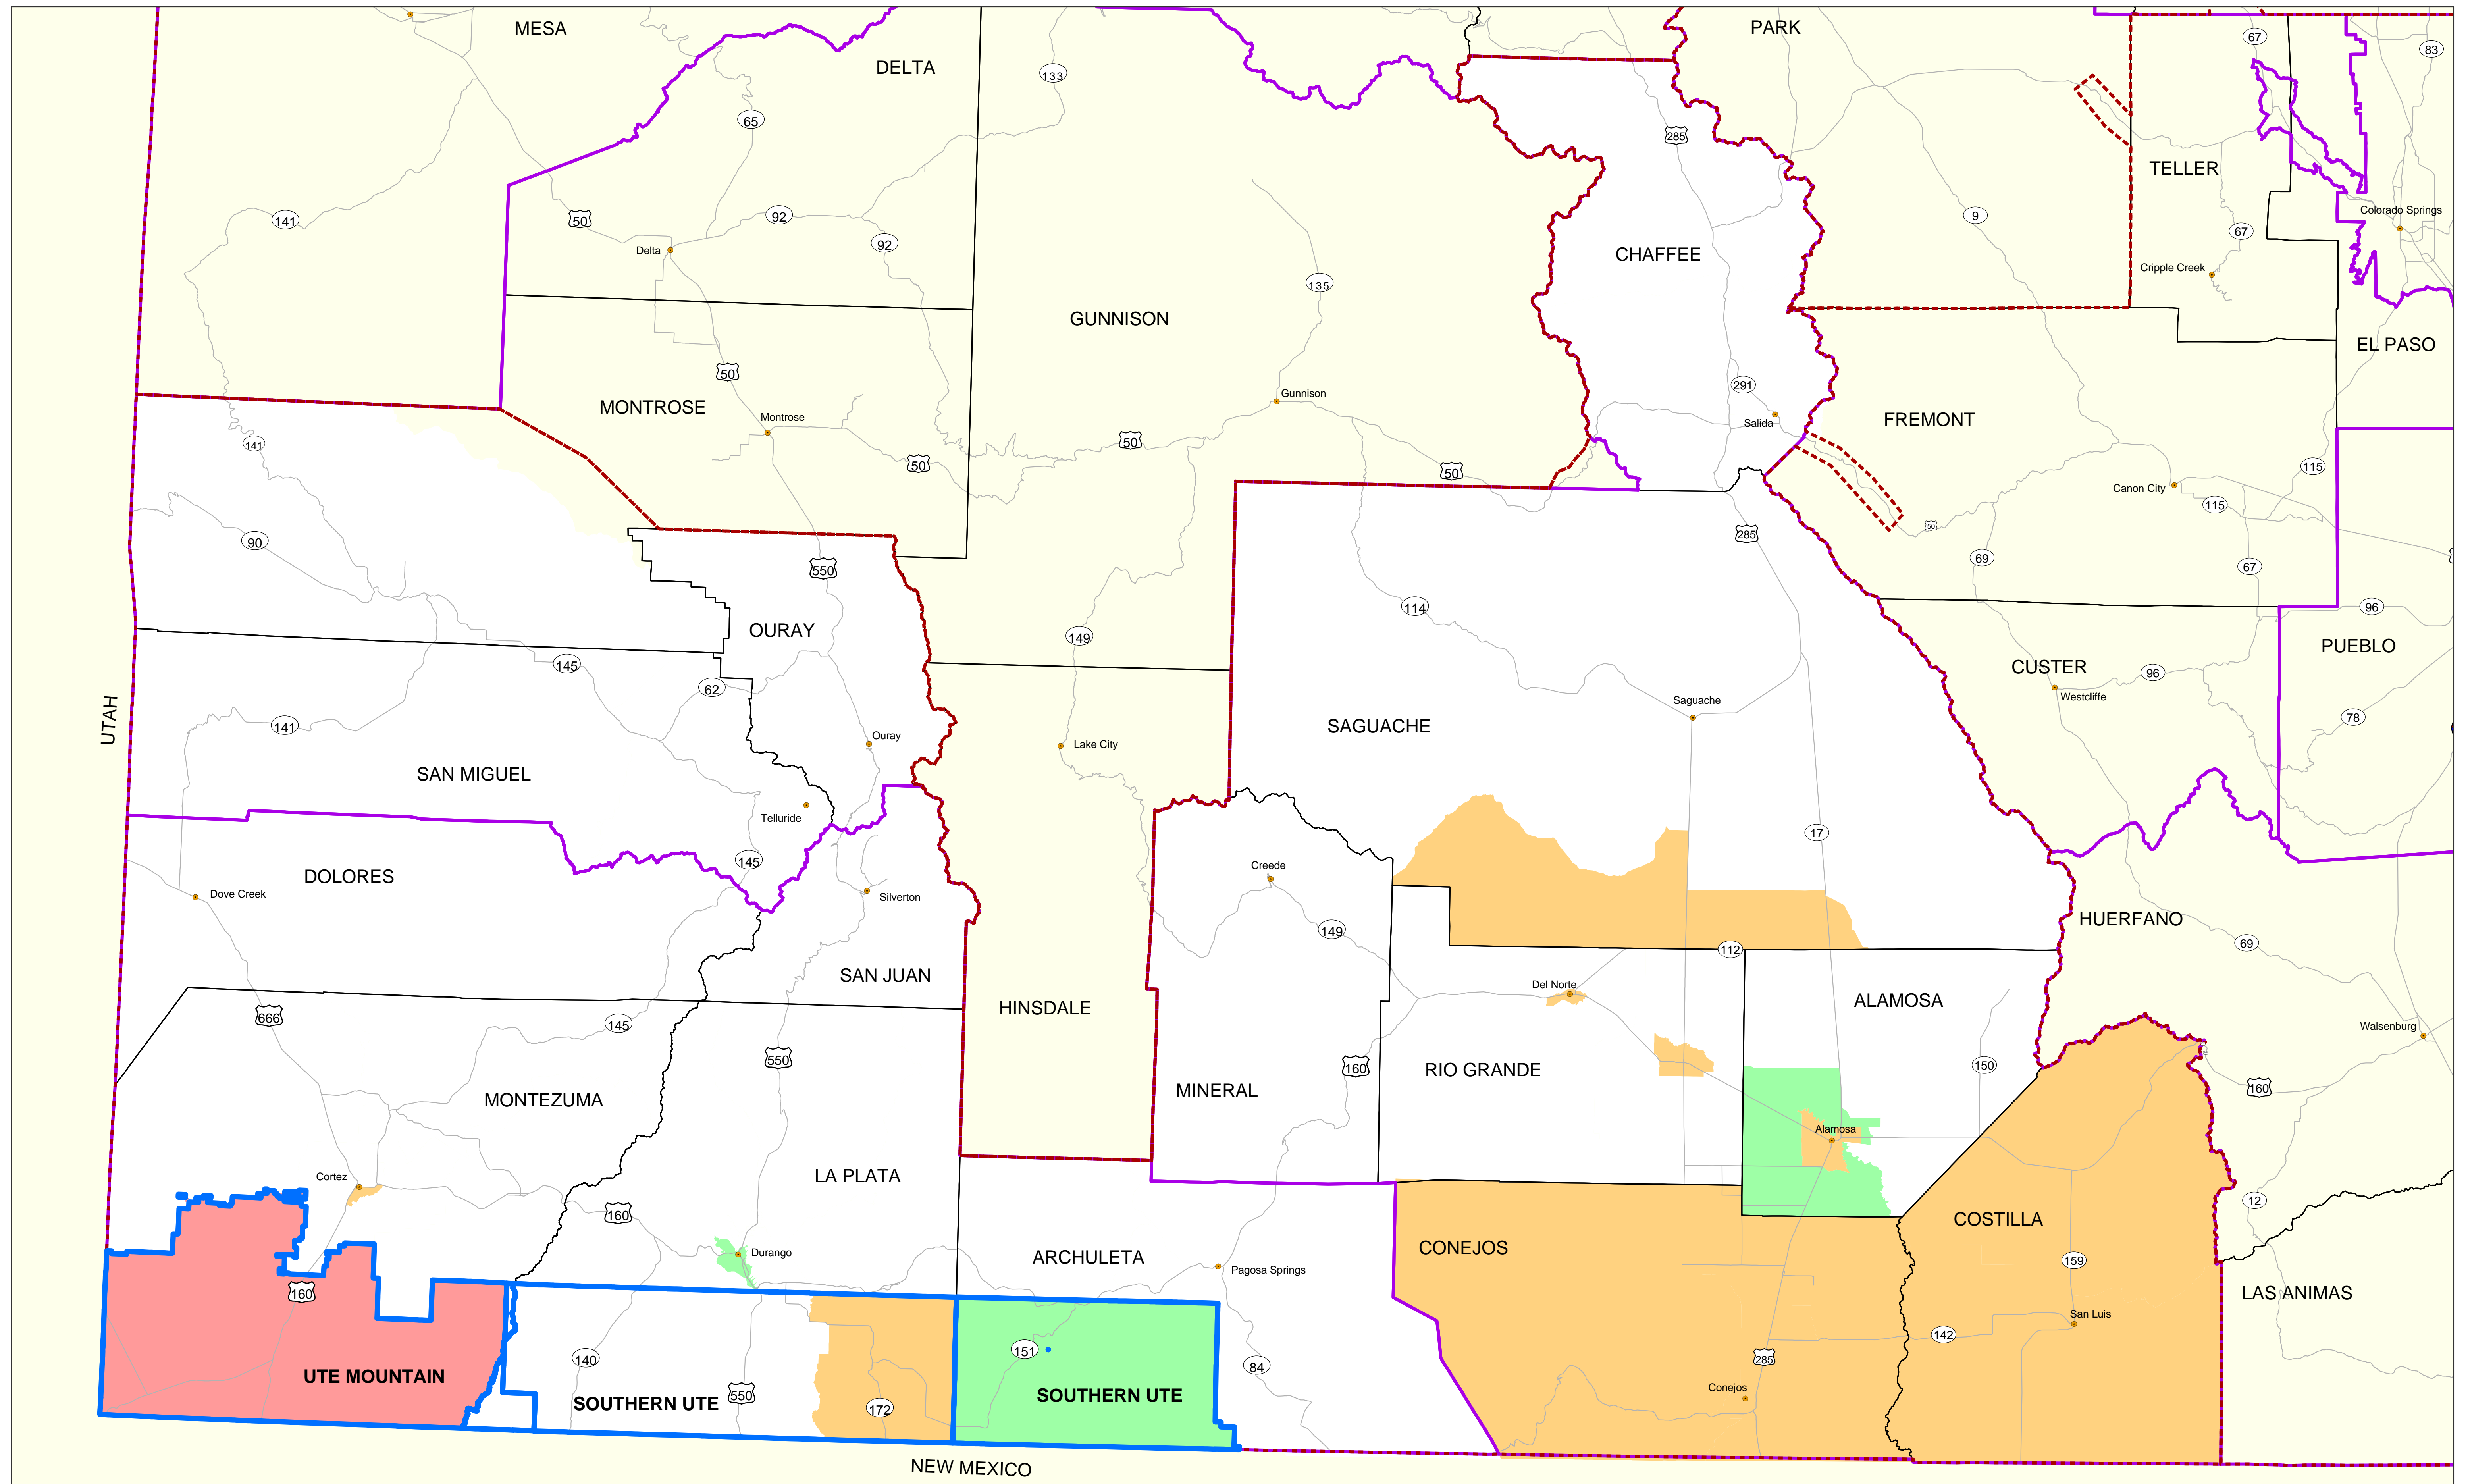 MESA
PARK
67
83
DELTA
133
65
285
TELLER
141
50
92
92
9
67
Colorado Springs
Delta
CHAFFEE
Cripple Creek
135
GUNNISON
EL PASO
50
291
Gunnison
MONTROSE
Montrose
Salida
FREMONT
141
50
50
50
115
Canon City
115
50
90
550
285
69
67
114
96
OURAY
149
145
62
CUSTER
96
PUEBLO
Westcliffe
UTAH
141
Saguache
78
SAGUACHE
Ouray
Lake City
SAN MIGUEL
Telluride
17
145
DOLORES
Creede
Dove Creek
Silverton
HUERFANO
149
69
112
SAN JUAN
Del Norte
ALAMOSA
HINSDALE
666
145
Walsenburg
550
160
RIO GRANDE
150
160
MONTEZUMA
MINERAL
Alamosa
Cortez
LA PLATA
12
160
COSTILLA
Durango
ARCHULETA
CONEJOS
Pagosa Springs
159
160
LAS ANIMAS
San Luis
142
151
140
84
285
UTE MOUNTAIN
SOUTHERN UTE
550
SOUTHERN UTE
Conejos
172
NEW MEXICO